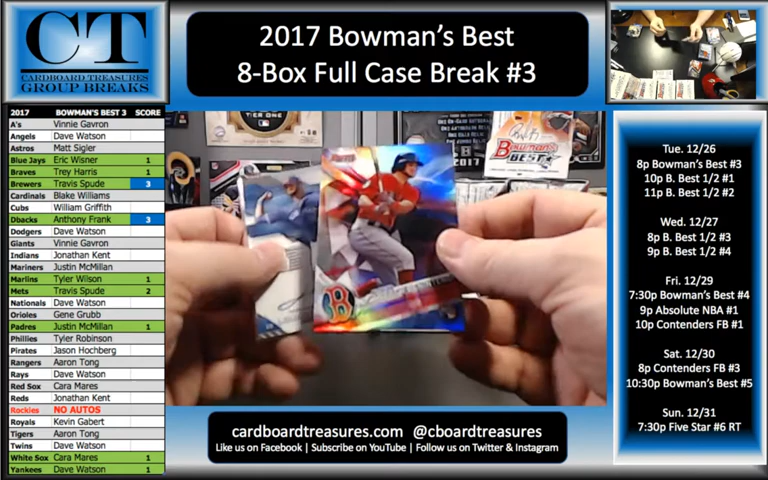 CT
CARDBOARD TREASURES
GROUP BREAKS
2017 Bowman's Best
8-Box Full Case Break #3
2017 BOWMAN'S BEST 3 SCORE
A's Vinnie Gavron
Angels Dave Watson
Astros Matt Sigler
Blue Jays Eric Wisner 1
Braves Trey Harris 1
Brewers Travis Spude 3
Cardinals Blake Williams
Cubs William Griffith
Dbacks Anthony Frank 3
Dodgers Dave Watson
Giants Vinnie Gavron
Indians Jonathan Kent
Mariners Justin McMillan
Marlins Tyler Wilson 1
Mets Travis Spude 2
Nationals Dave Watson
Orioles Gene Grubb
Padres Justin McMillan 1
Phillies Tyler Robinson
Pirates Jason Hochberg
Rangers Aaron Tong
Rays Dave Watson
Red Sox Cara Mares
Reds Jonathan Kent
Rockies NO AUTOS
Royals Kevin Gabert
Tigers Aaron Tong
Twins Dave Watson
White Sox Cara Mares 1
Yankees Dave Watson 1
TIER ONE
2017
Bowman's
BEST
B
Tue. 12/26
8p Bowman's Best #3
10p B. Best 1/2 #1
11p B. Best 1/2 #2
Wed. 12/27
8p B. Best 1/2 #3
9p B. Best 1/2 #4
Fri. 12/29
7:30p Bowman's Best #4
9p Absolute NBA #1
10p Contenders FB #1
Sat. 12/30
8p Contenders FB #3
10:30p Bowman's Best #5
Sun. 12/31
7:30p Five Star #6 RT
cardboardtreasures.com @cboardtreasures
Like us on Facebook | Subscribe on YouTube | Follow us on Twitter & Instagram